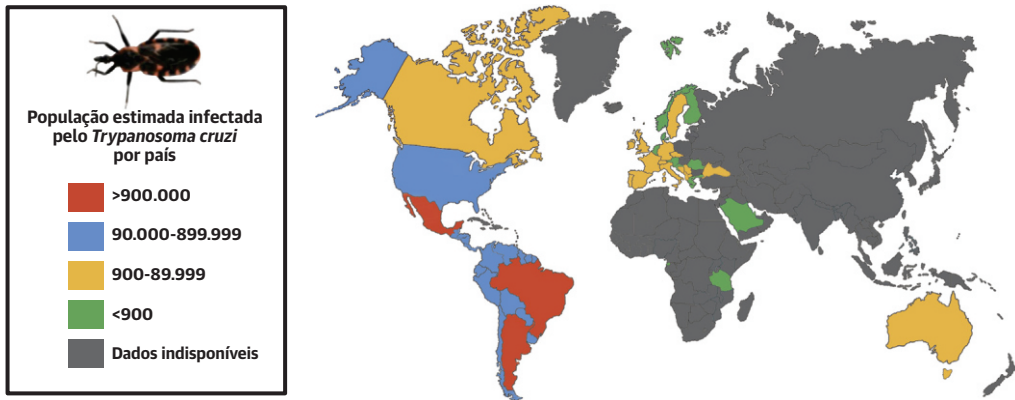 População estimada infectada
pelo Trypanosoma cruzi
por país
>900.000
90.000-899.999
900-89.999
<900
Dados indisponíveis